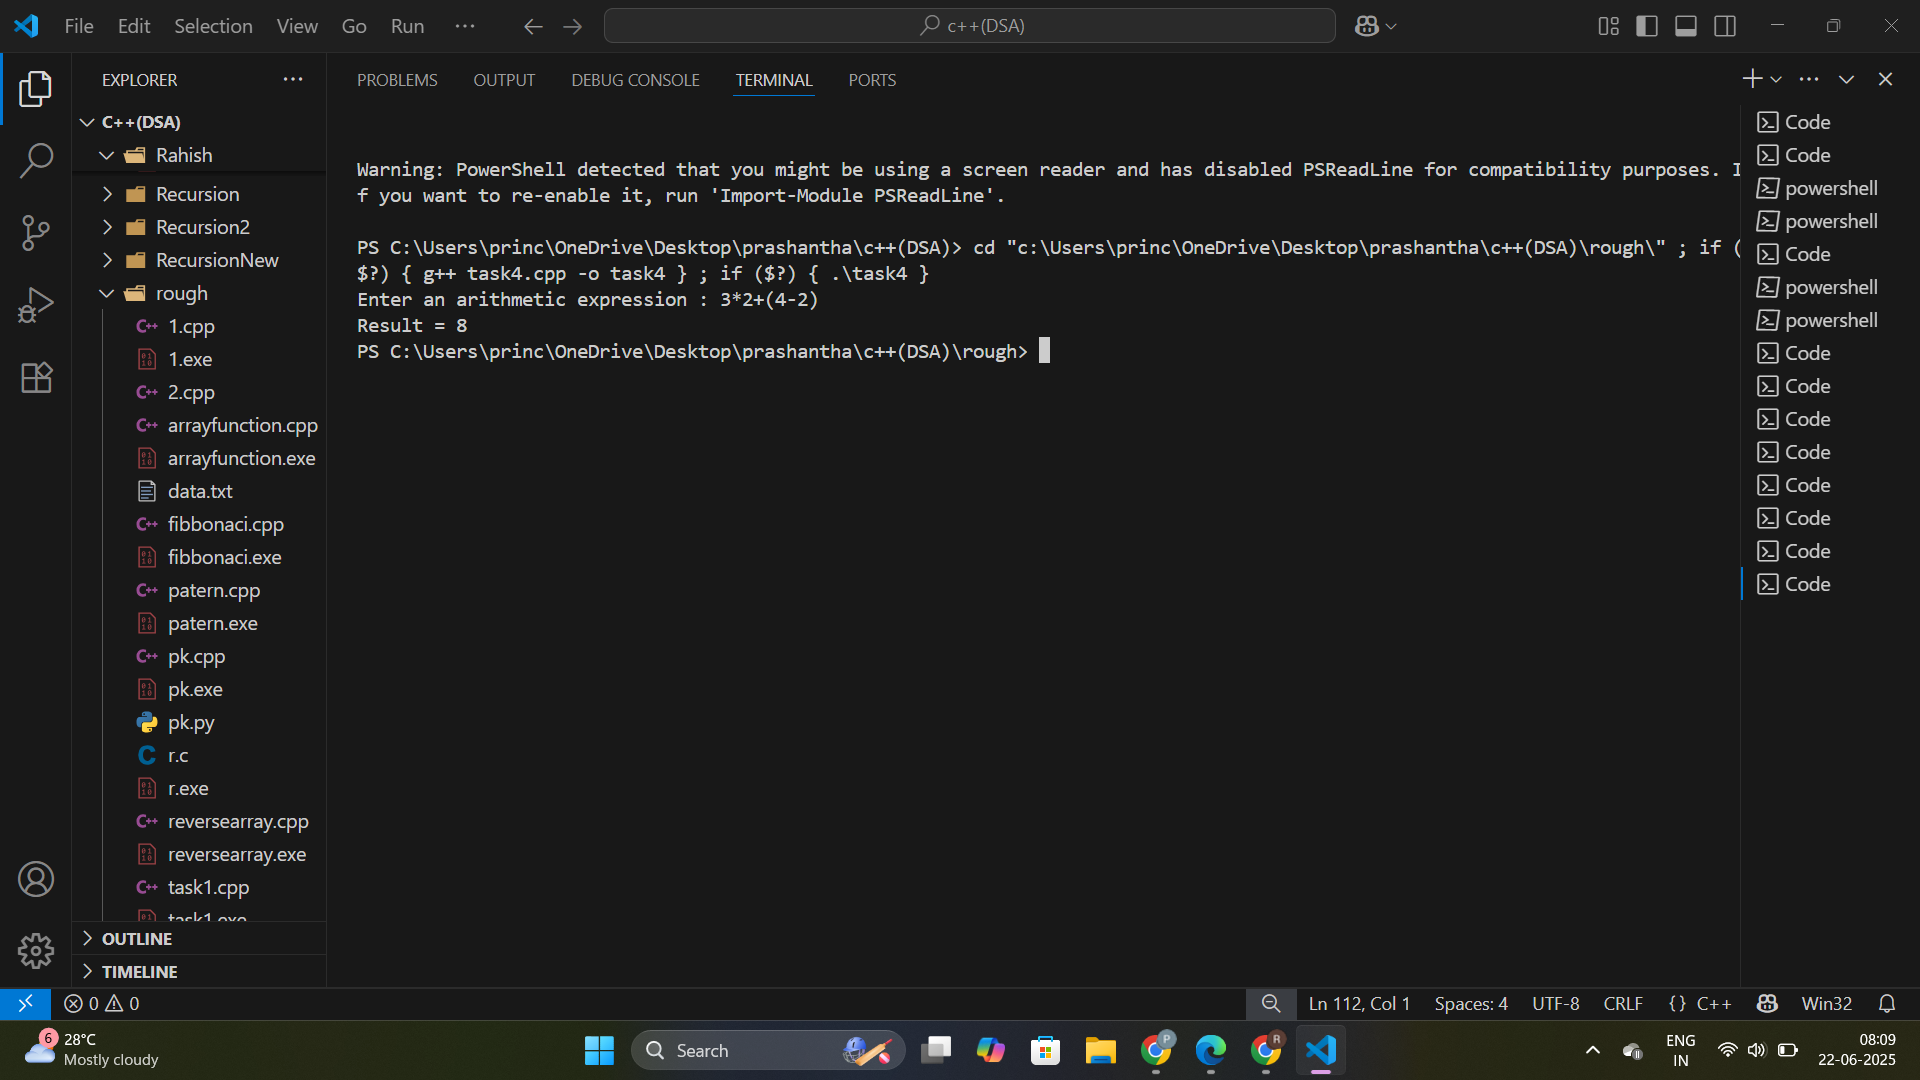 File Edit Selection View Go Run ···
c++(DSA)
EXPLORER
C++(DSA)
Rahish
Recursion
Recursion2
RecursionNew
rough
1.cpp
1.exe
2.cpp
arrayfunction.cpp
arrayfunction.exe
data.txt
fibbonaci.cpp
fibbonaci.exe
patern.cpp
patern.exe
pk.cpp
pk.exe
pk.py
r.c
r.exe
reversearray.cpp
reversearray.exe
task1.cpp
task1.exe
OUTLINE
TIMELINE
PROBLEMS OUTPUT DEBUG CONSOLE TERMINAL PORTS
Warning: PowerShell detected that you might be using a screen reader and has disabled PSReadLine for compatibility purposes. I
f you want to re-enable it, run 'Import-Module PSReadLine'.
PS C:\Users\princ\OneDrive\Desktop\prashantha\c++(DSA)> cd "c:\Users\princ\OneDrive\Desktop\prashantha\c++(DSA)\rough\" ; if (
$?) { g++ task4.cpp -o task4 } ; if ($?) { .\task4 }
Enter an arithmetic expression : 3*2+(4-2)
Result = 8
PS C:\Users\princ\OneDrive\Desktop\prashantha\c++(DSA)\rough>
Code
Code
powershell
powershell
Code
powershell
powershell
Code
Code
Code
Code
Code
Code
Code
Code
0 0
Ln 112, Col 1 Spaces: 4 UTF-8 CRLF {} C++ Win32
6
28°C
Mostly cloudy
Search
P
R
ENG
IN
08:09
22-06-2025